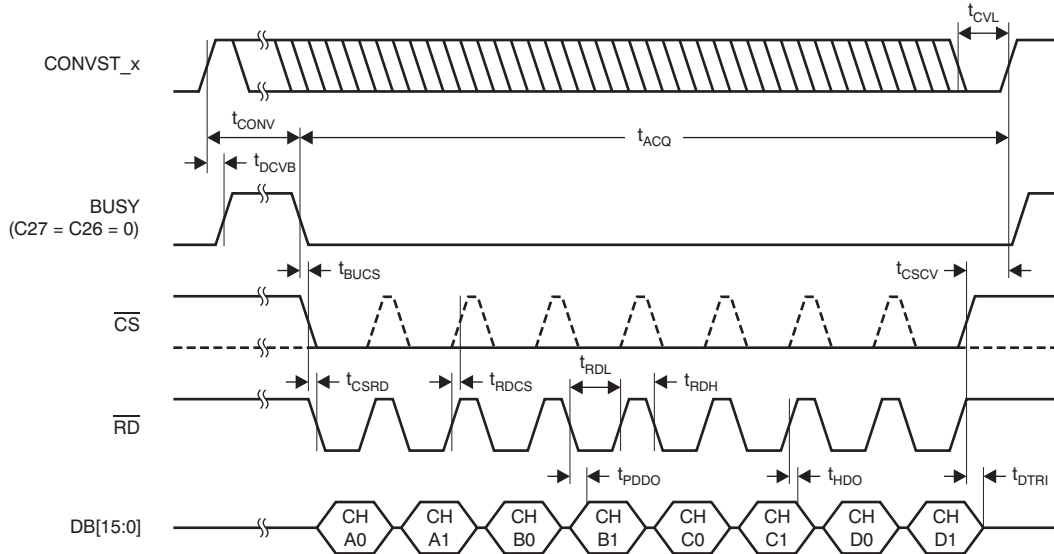 t_CVL
CONVST_x
t_CONV
t_ACQ
t_DCVB
BUSY
(C27 = C26 = 0)
t_BUCS
t_CSCV
CS
t_CSRD
t_RDCS
t_RDL
t_RDH
RD
t_PDDO
t_HDO
t_DTRI
DB[15:0]
CH A0
CH A1
CH B0
CH B1
CH C0
CH C1
CH D0
CH D1